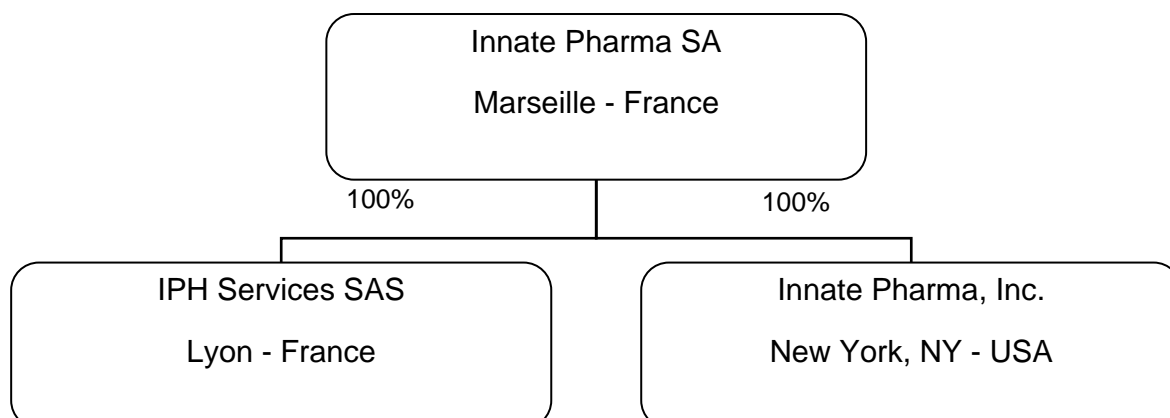 Innate Pharma SA
Marseille - France
100%
100%
IPH Services SAS
Lyon - France
Innate Pharma, Inc.
New York, NY - USA